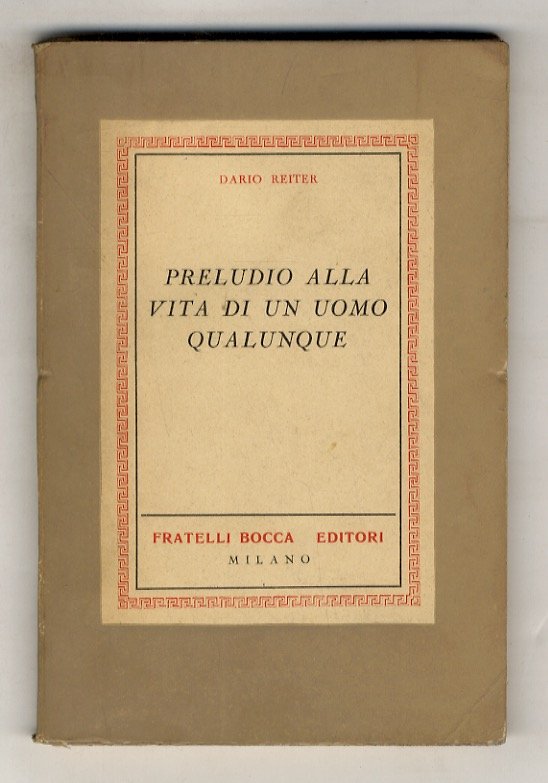 DARIO REITER
PRELUDIO ALLA
VITA DI UN UOMO
QUALUNQUE
FRATELLI BOCCA EDITORI
MILANO